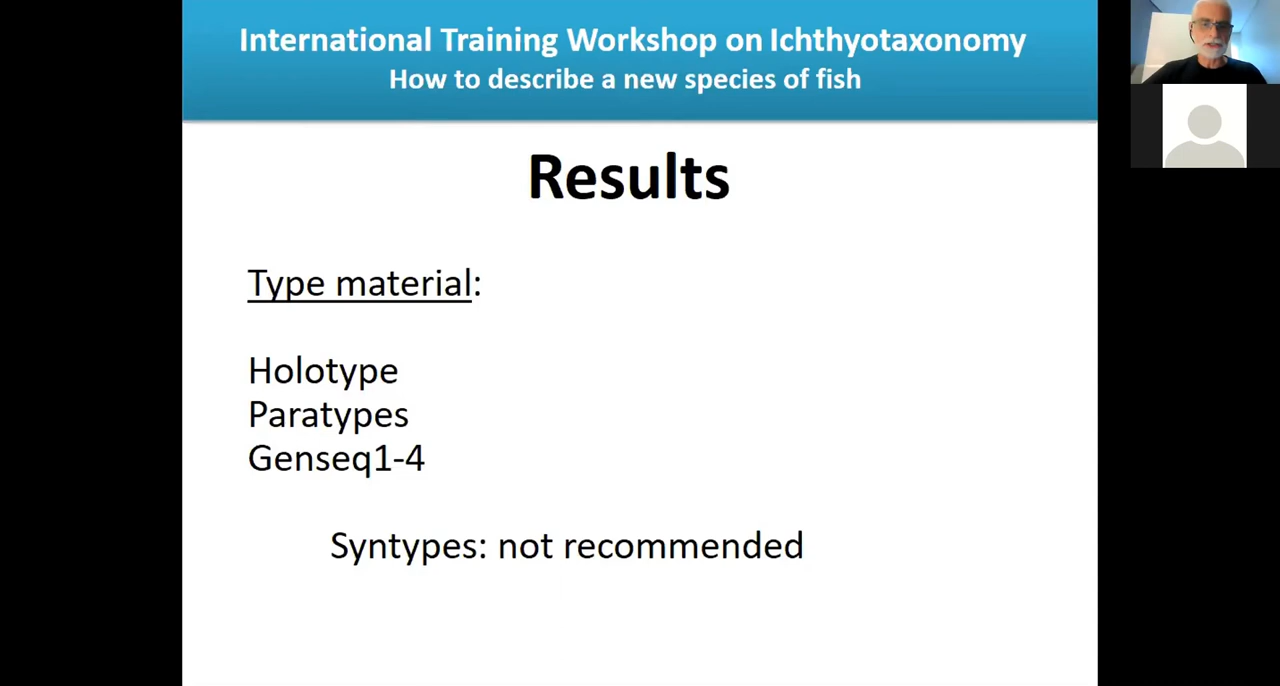 International Training Workshop on Ichthyotaxonomy
How to describe a new species of fish
Results
Type material:
Holotype
Paratypes
Genseq1-4
Syntypes: not recommended